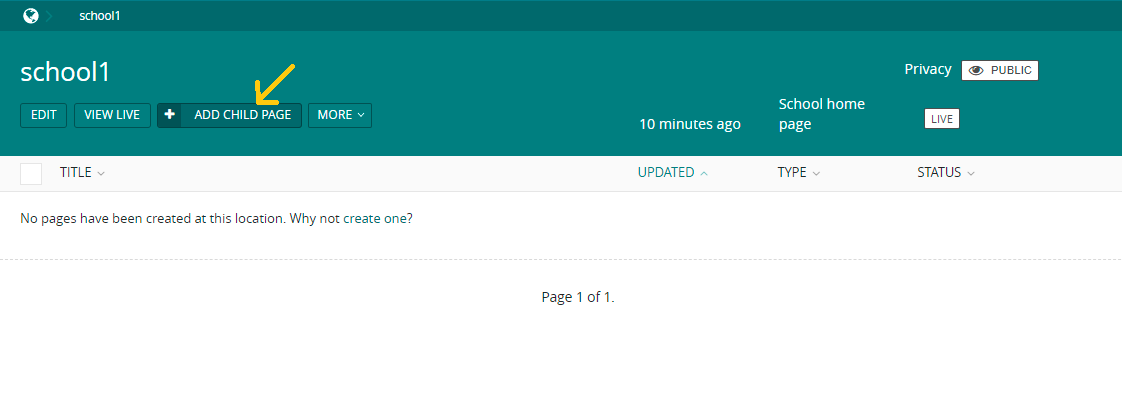 school1
school1
Privacy PUBLIC
EDIT VIEW LIVE ADD CHILD PAGE MORE
10 minutes ago
School home
page
LIVE
TITLE UPDATED TYPE STATUS
No pages have been created at this location. Why not create one?
Page 1 of 1.